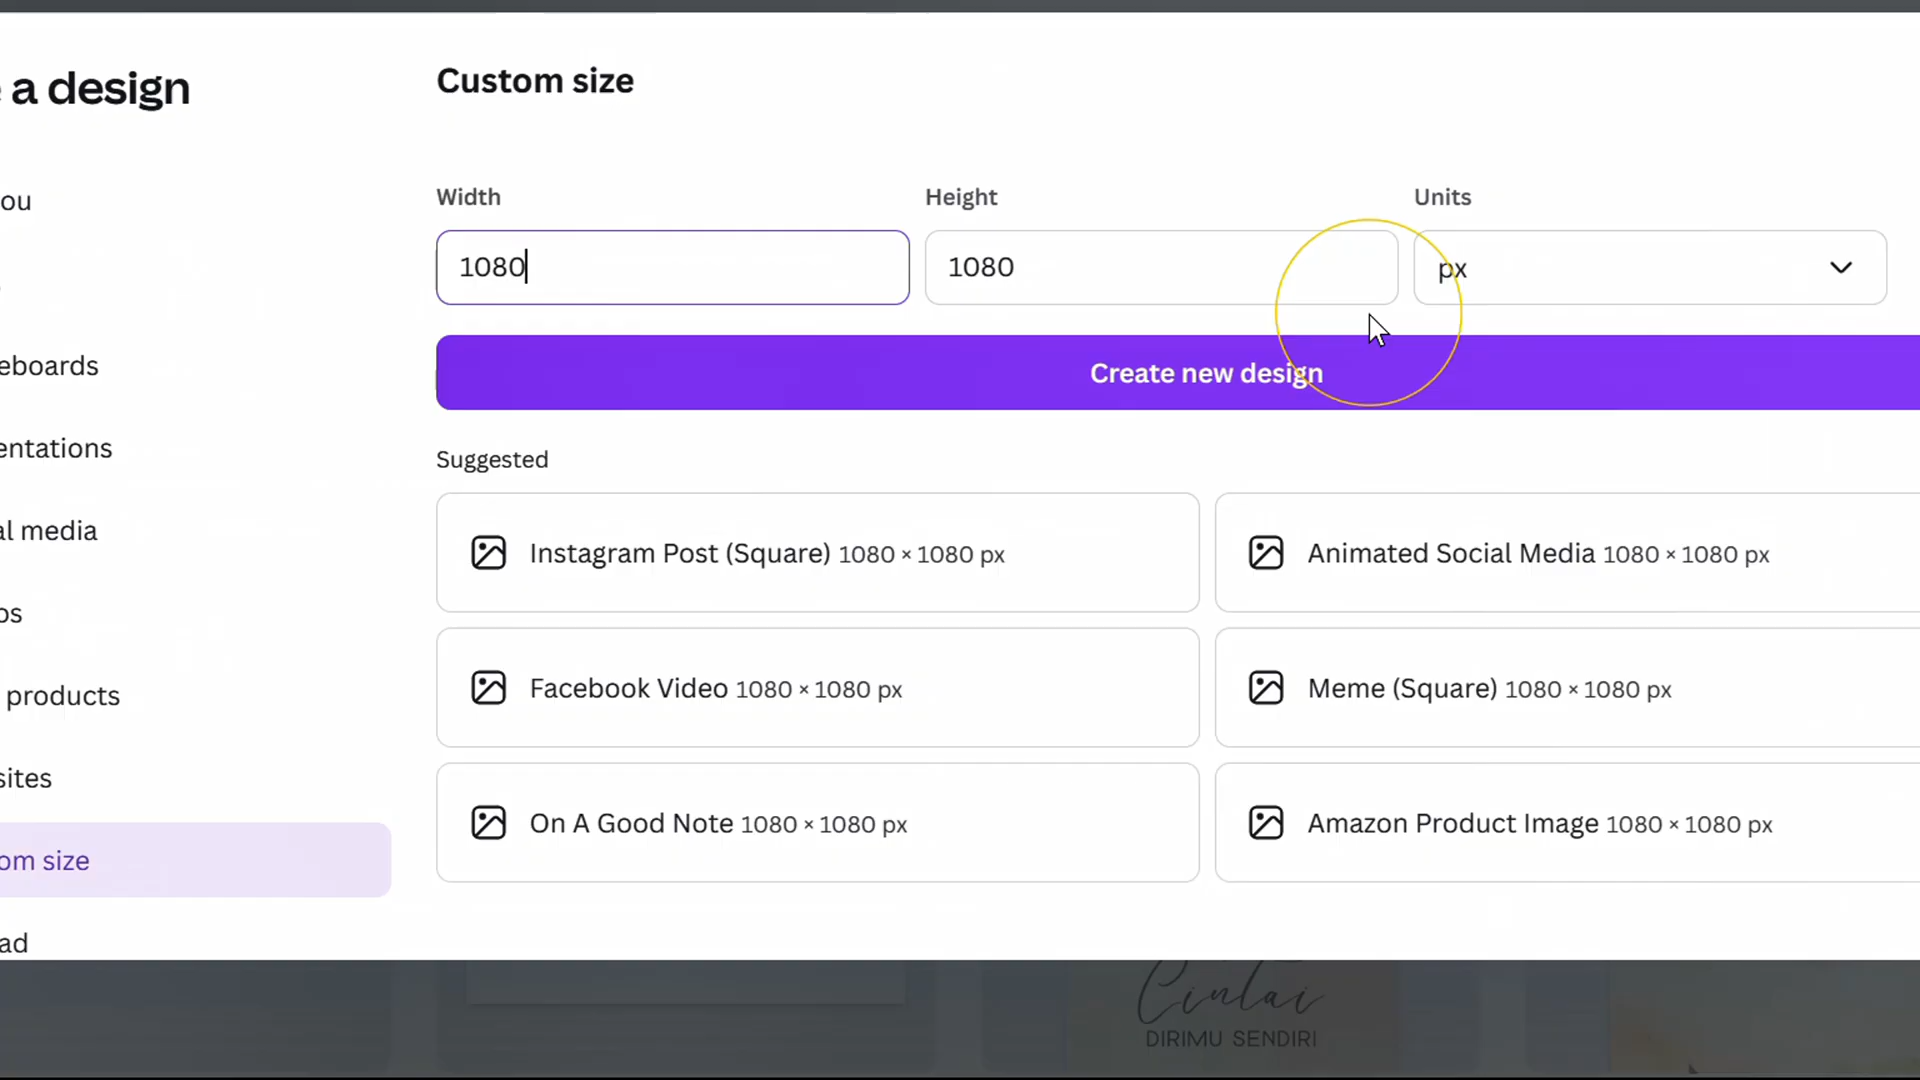 a design
ou
eboards
entations
al media
os
products
sites
om size
ad
Custom size
Width
Height
Units
1080
1080
px
Create new design
Suggested
Instagram Post (Square) 1080 × 1080 px
Animated Social Media 1080 × 1080 px
Facebook Video 1080 × 1080 px
Meme (Square) 1080 × 1080 px
On A Good Note 1080 × 1080 px
Amazon Product Image 1080 × 1080 px
Cintai
DIRIMU SENDIRI